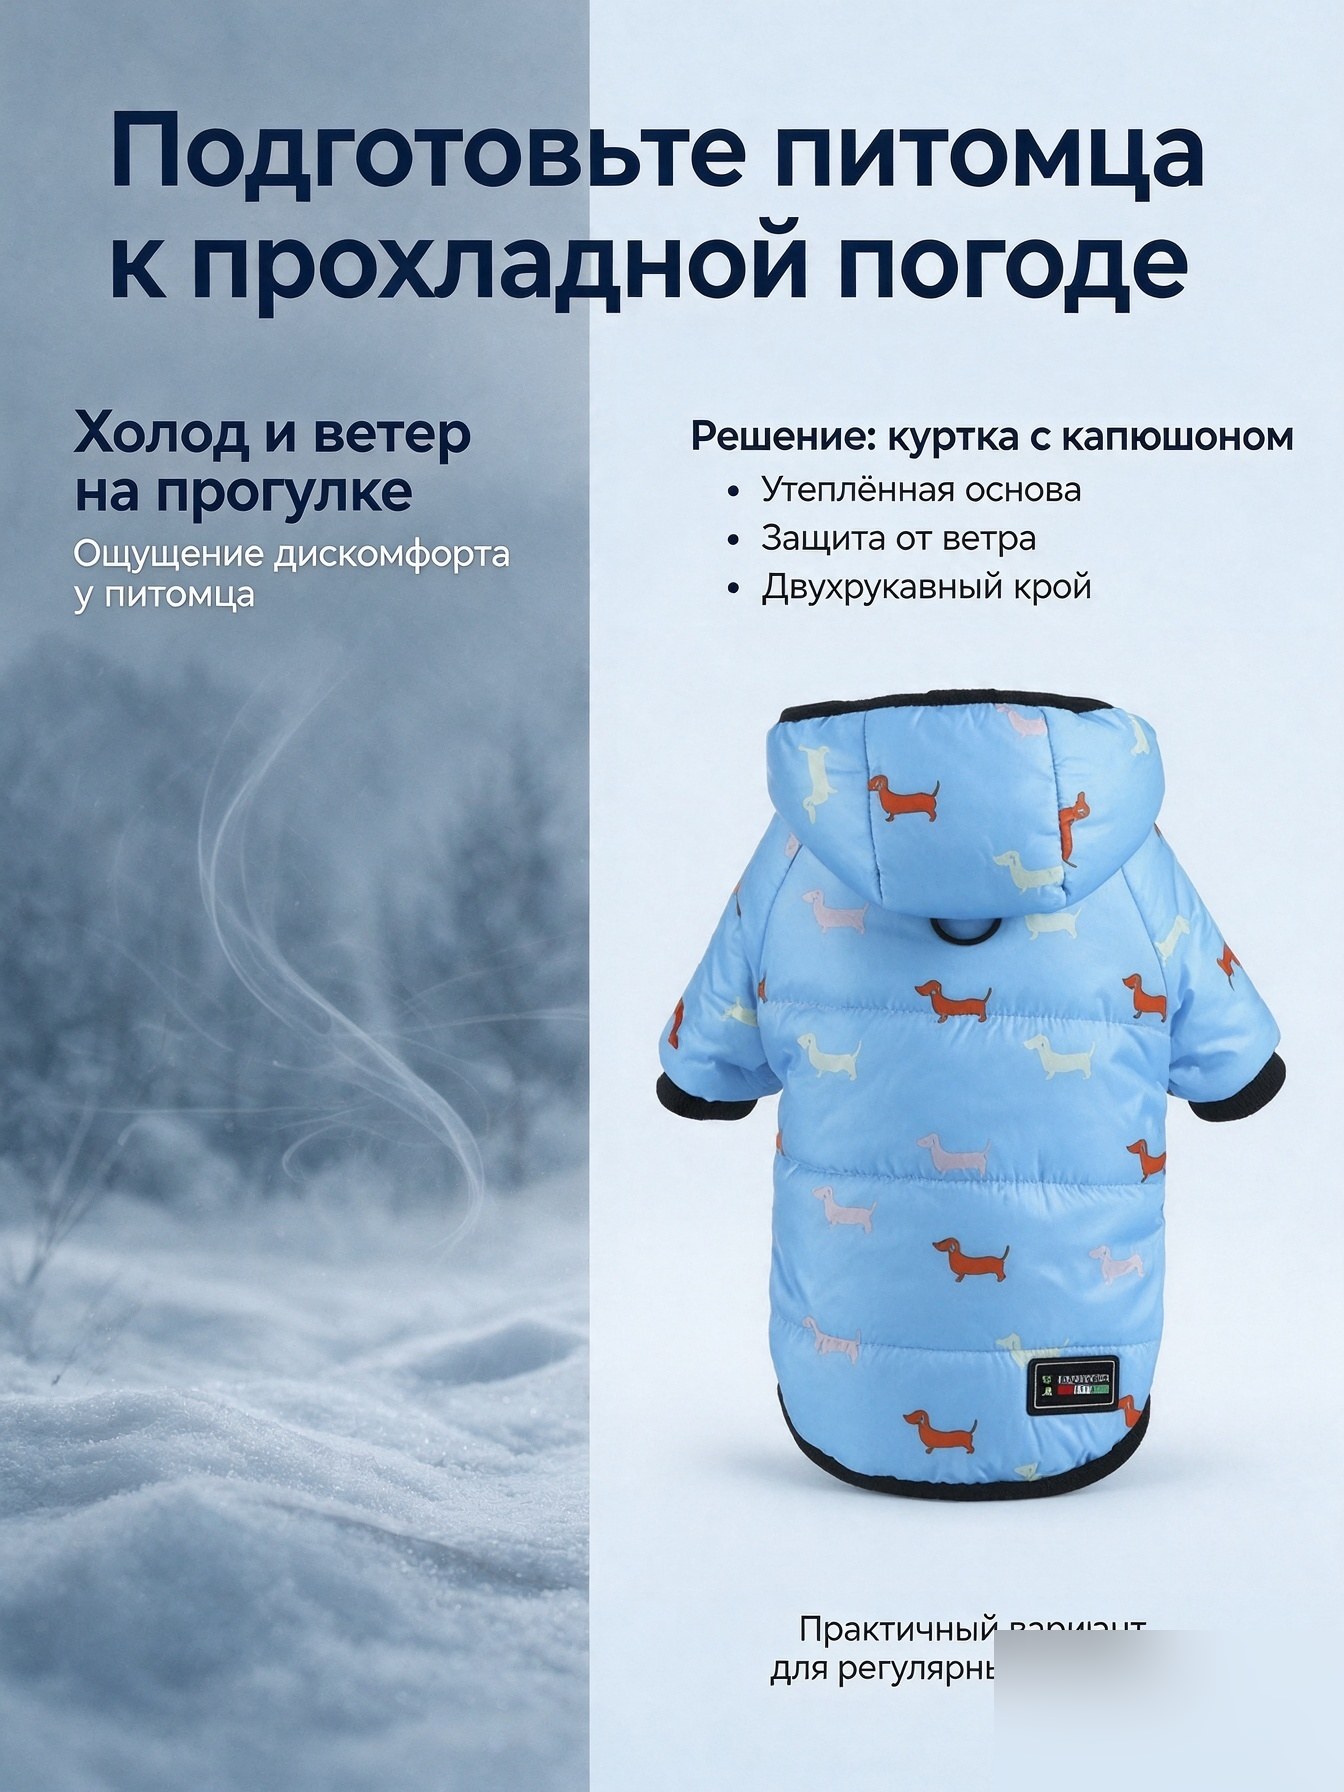 Подготовьте питомца
к прохладной погоде
Холод и ветер
на прогулке
Ощущение дискомфорта
у питомца
Решение: куртка с капюшоном
• Утеплённая основа
• Защита от ветра
• Двухрукавный крой
Практичный вариант
для